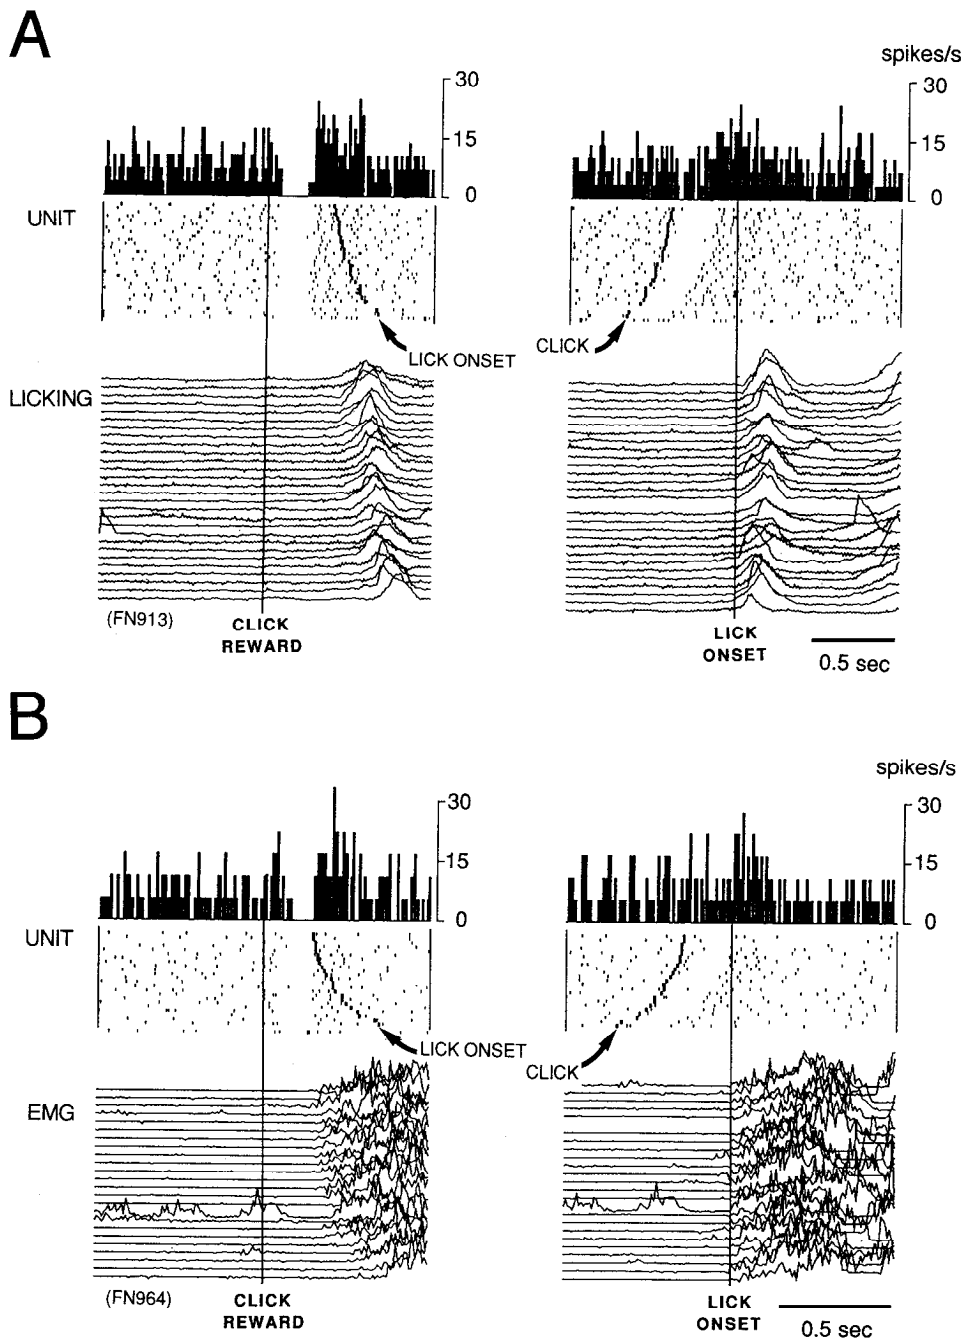 A
spikes/s
30
15
0
30
15
0
UNIT
LICK ONSET
CLICK
LICKING
(FN913)
CLICK
REWARD
LICK
ONSET
0.5 sec
B
spikes/s
30
15
0
30
15
0
UNIT
LICK ONSET
CLICK
EMG
(FN964)
CLICK
REWARD
LICK
ONSET
0.5 sec